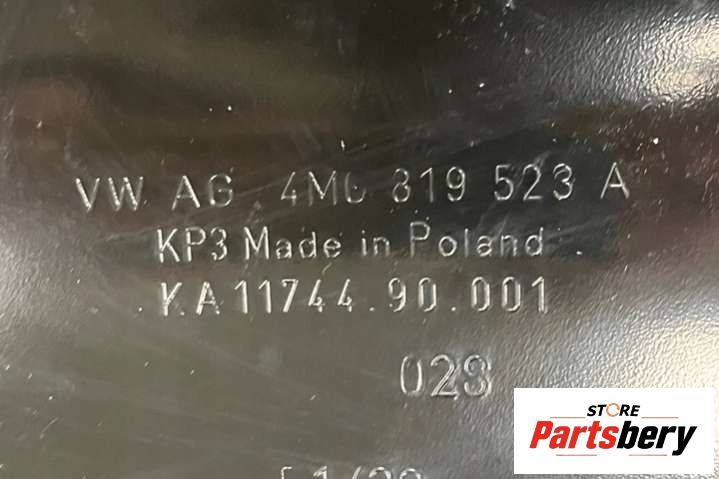 VW AG 4M0 819 523 A
KP3 Made in Poland
KA11744.90.001
028
STORE
Partsbery